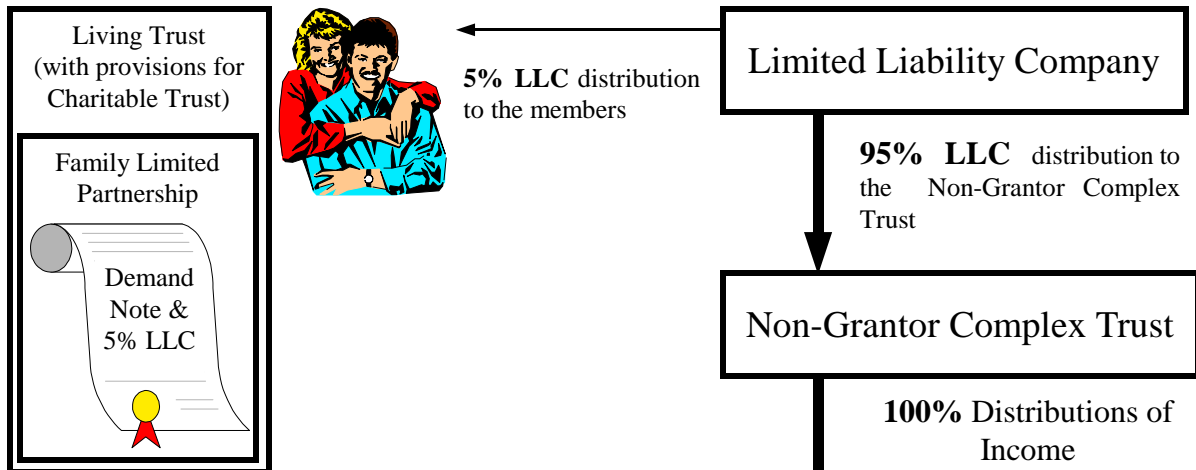 Living Trust
(with provisions for
Charitable Trust)
Family Limited
Partnership
Demand
Note &
5% LLC
5% LLC distribution
to the members
Limited Liability Company
95% LLC distribution to
the Non-Grantor Complex
Trust
Non-Grantor Complex Trust
100% Distributions of
Income